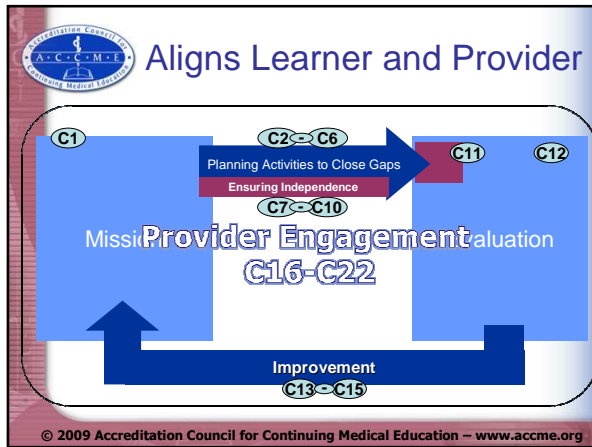 Accreditation Council for
A·C·C·M·E
Continuing Medical Education
Aligns Learner and Provider
C1
C2 - C6
C11
C12
Planning Activities to Close Gaps
Ensuring Independence
C7 - C10
Missi
Provider Engagement
valuation
C16-C22
Improvement
C13 - C15
© 2009 Accreditation Council for Continuing Medical Education – www.accme.org